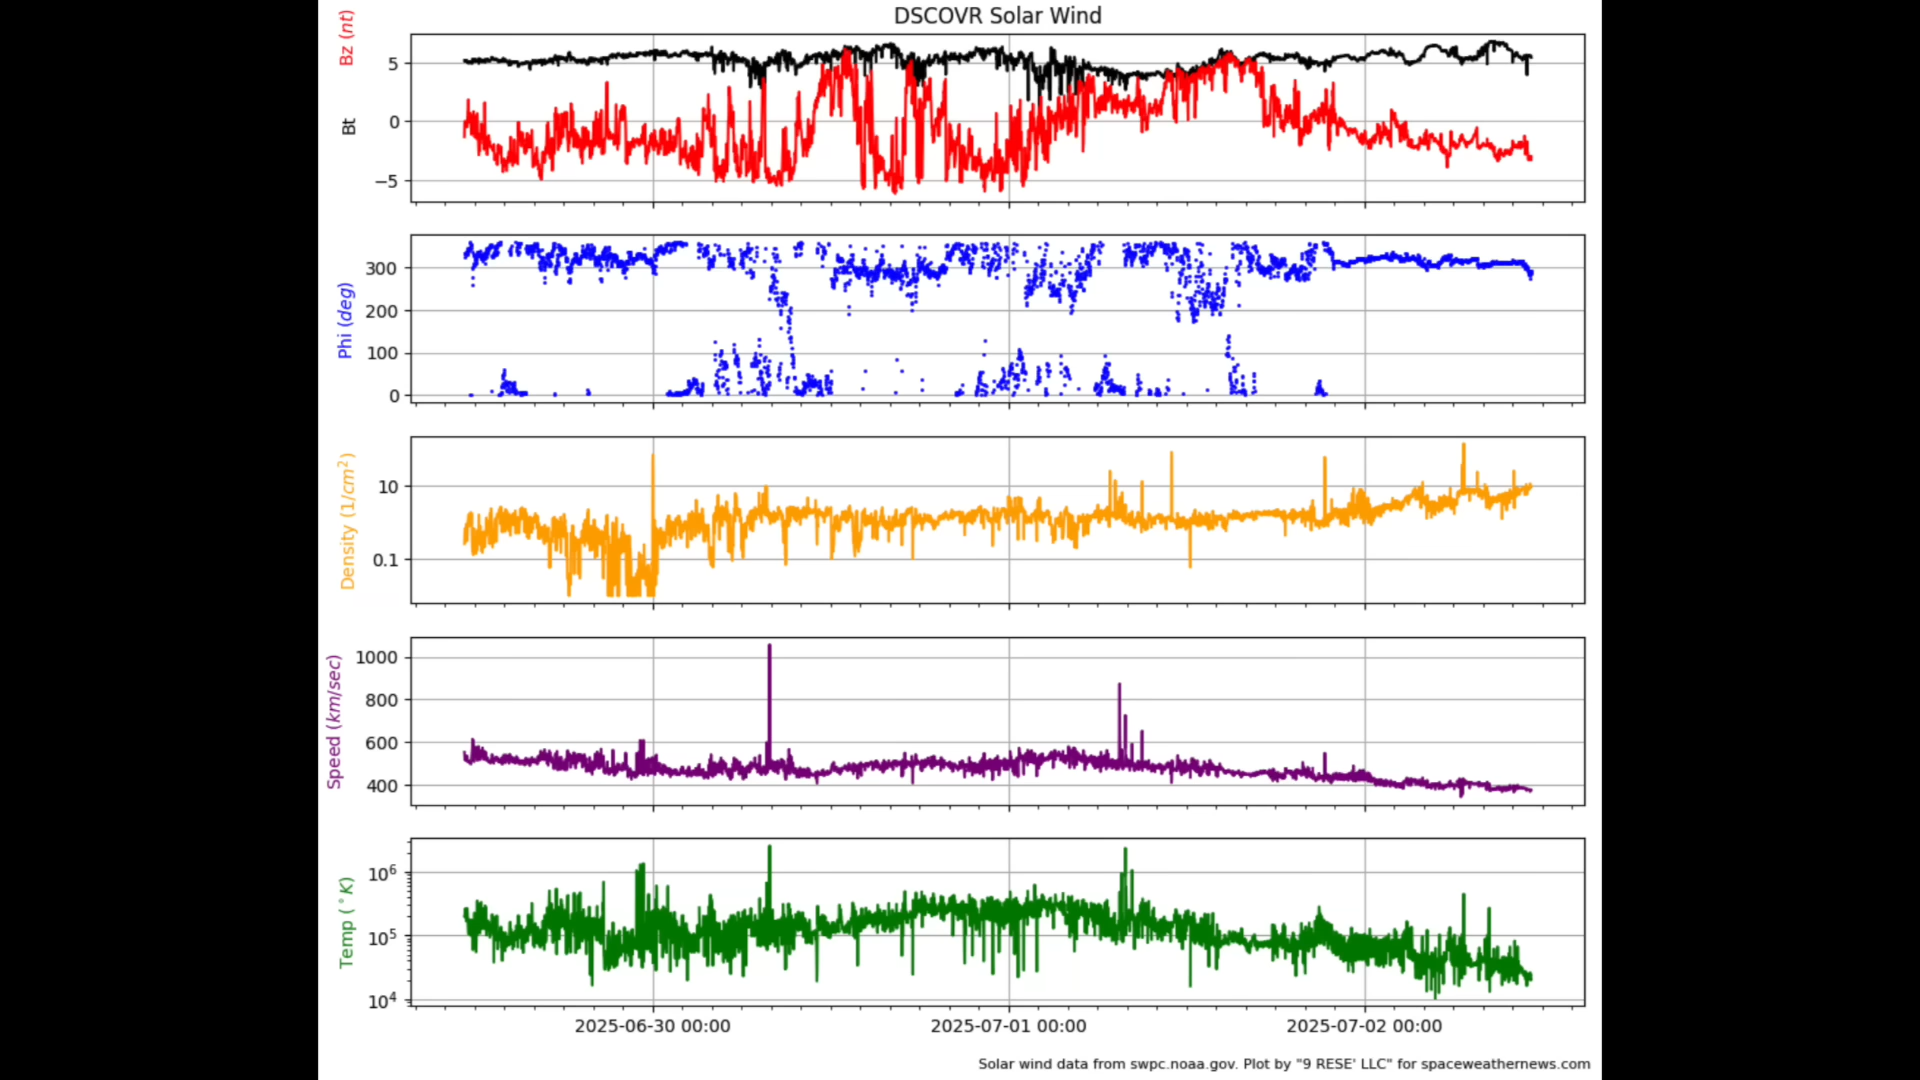 DSCOVR Solar Wind
Bz (nt)
Bt
5
0
−5
Phi (deg)
300
200
100
0
Density (1/cm²)
10
0.1
Speed (km/sec)
1000
800
600
400
Temp (°K)
10⁶
10⁵
10⁴
2025-06-30 00:00 2025-07-01 00:00 2025-07-02 00:00
Solar wind data from swpc.noaa.gov. Plot by "9 RESE' LLC" for spaceweathernews.com